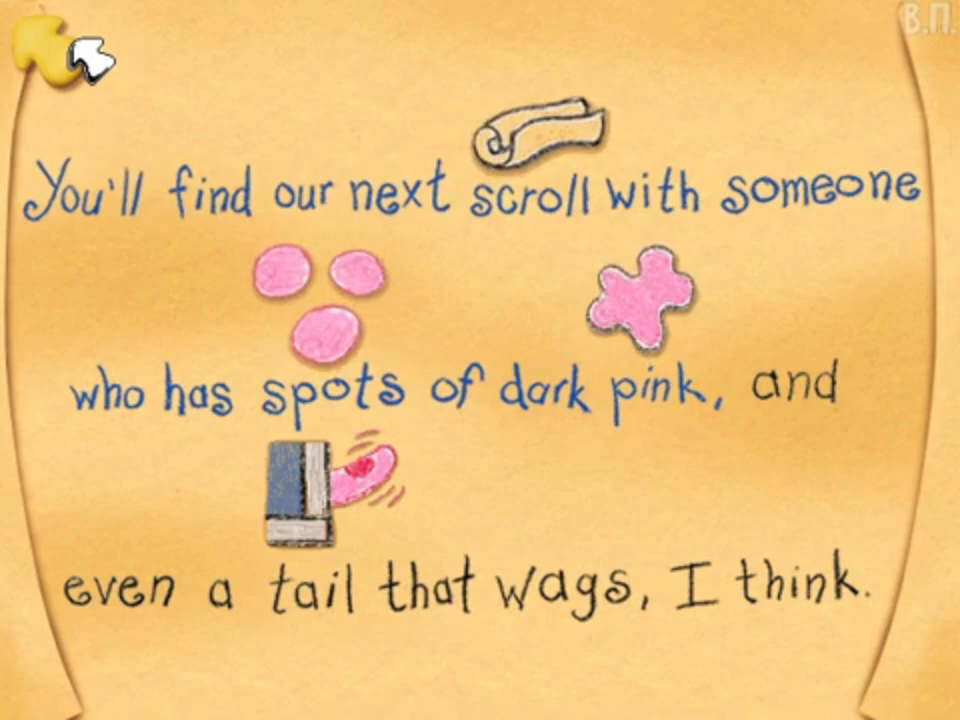 В.П.
You'll find our next scroll with someone
who has spots of dark pink, and
even a tail that wags, I think.